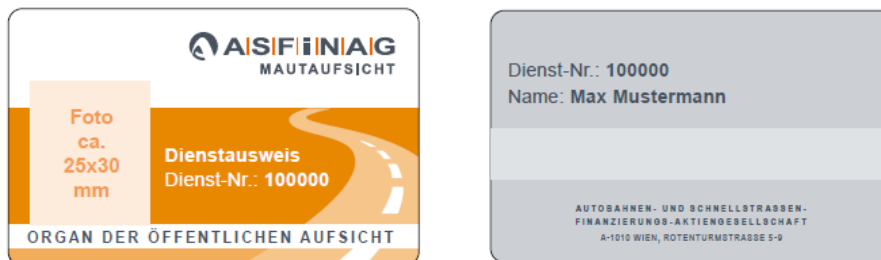 A|S|F|i|N|A|G
MAUTAUFSICHT
Foto
ca.
25x30
mm
Dienstausweis
Dienst-Nr.: 100000
ORGAN DER ÖFFENTLICHEN AUFSICHT
Dienst-Nr.: 100000
Name: Max Mustermann
AUTOBAHNEN- UND SCHNELLSTRASSEN-
FINANZIERUNGS-AKTIENGESELLSCHAFT
A-1010 WIEN, ROTENTURMSTRASSE 5-9